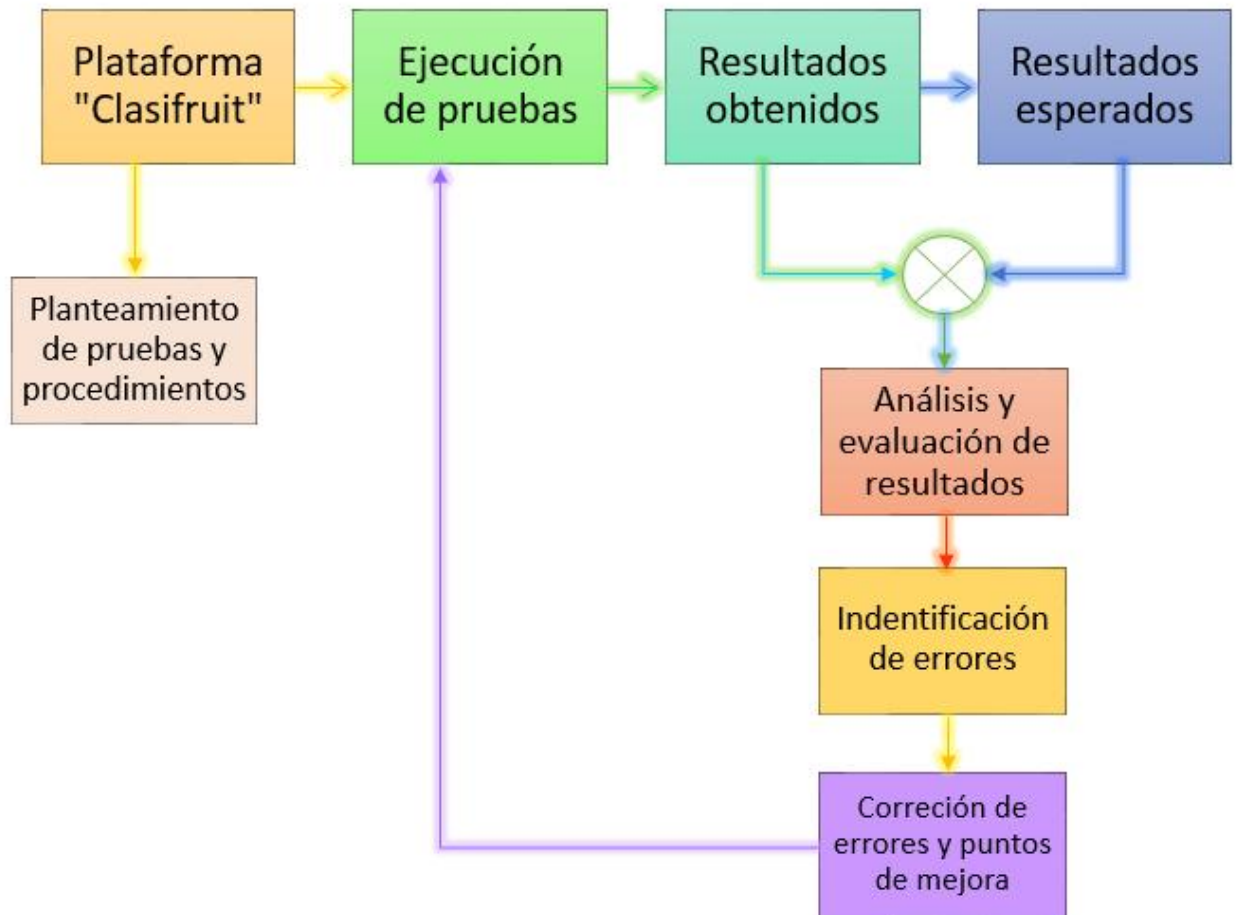 Plataforma
"Clasifruit"
Ejecución
de pruebas
Resultados
obtenidos
Resultados
esperados
Planteamiento
de pruebas y
procedimientos
Análisis y
evaluación de
resultados
Indentificación
de errores
Correción de
errores y puntos
de mejora